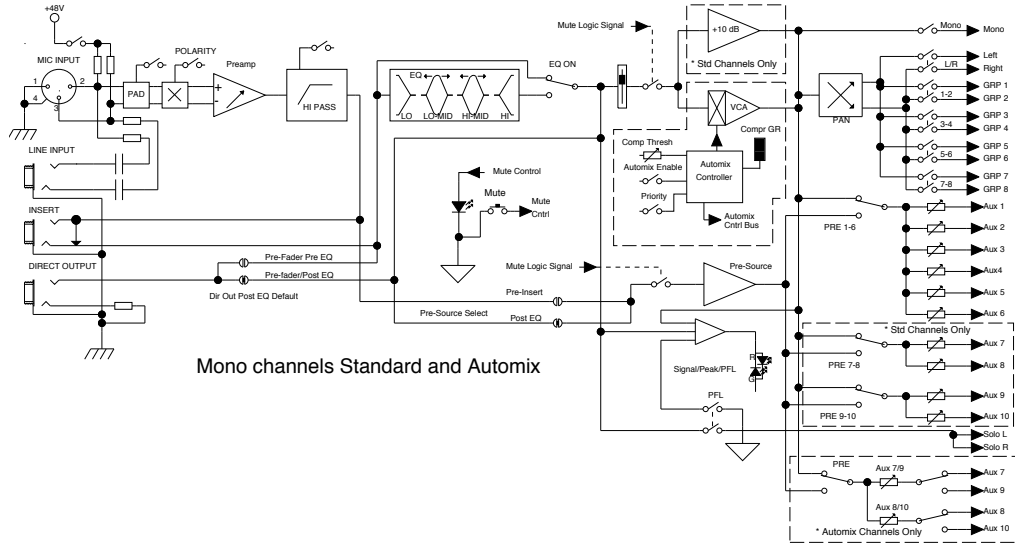 +48V
MIC INPUT
1
2
3
4
PAD
POLARITY
Preamp
+
-
HI PASS
EQ
LO
LO-MID
HI-MID
HI
EQ ON
Mute Logic Signal
+10 dB
* Std Channels Only
VCA
Compr GR
Comp Thresh
Automix Enable
Priority
Automix
Controller
Automix
Cntrl Bus
PAN
Mono
Mono
Left
L/R
Right
GRP 1
1-2
GRP 2
GRP 3
3-4
GRP 4
GRP 5
5-6
GRP 6
GRP 7
7-8
GRP 8
LINE INPUT
INSERT
DIRECT OUTPUT
Mute Control
Mute
Mute
Cntrl
Pre-Fader Pre EQ
Pre-fader/Post EQ
Dir Out Post EQ Default
Pre-Insert
Pre-Source Select
Post EQ
Mute Logic Signal
Pre-Source
Signal/Peak/PFL
R
G
PFL
PRE 1-6
Aux 1
Aux 2
Aux 3
Aux4
Aux 5
Aux 6
* Std Channels Only
Aux 7
PRE 7-8
Aux 8
Aux 9
PRE 9-10
Aux 10
Solo L
Solo R
PRE
Aux 7/9
Aux 7
Aux 9
Aux 8/10
Aux 8
Aux 10
* Automix Channels Only
Mono channels Standard and Automix